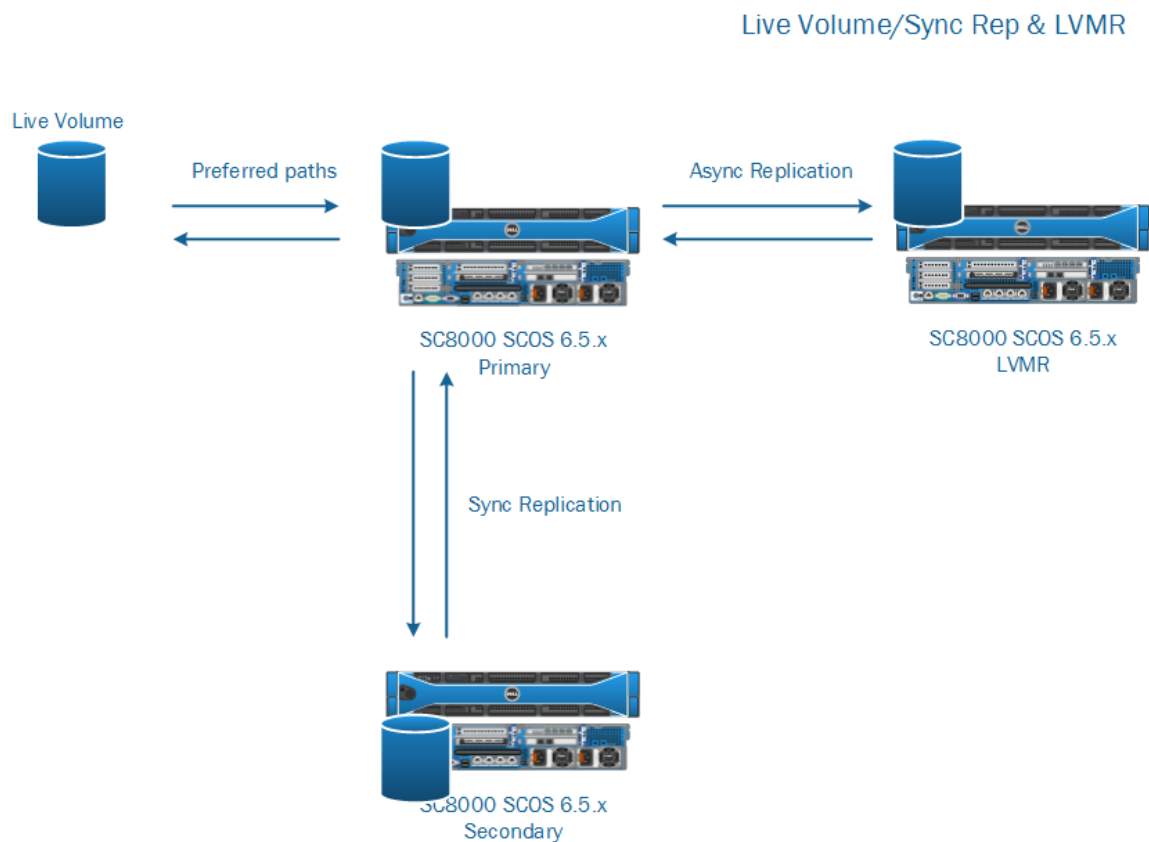 Live Volume/Sync Rep & LVMR
Live Volume
Preferred paths
Async Replication
SC8000 SCOS 6.5.x
Primary
SC8000 SCOS 6.5.x
LVMR
Sync Replication
SC8000 SCOS 6.5.x
Secondary